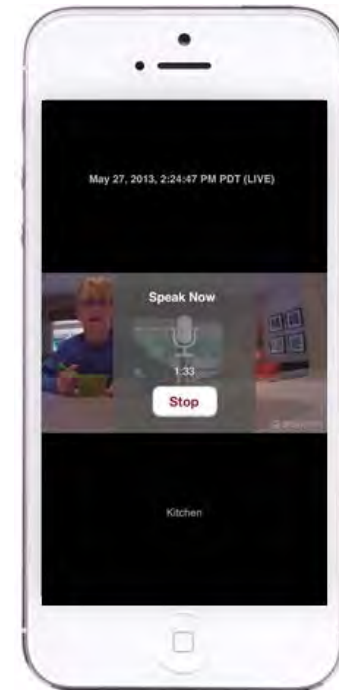 May 27, 2013, 2:24:47 PM PDT (LIVE)
Speak Now
1:33
Stop
Kitchen